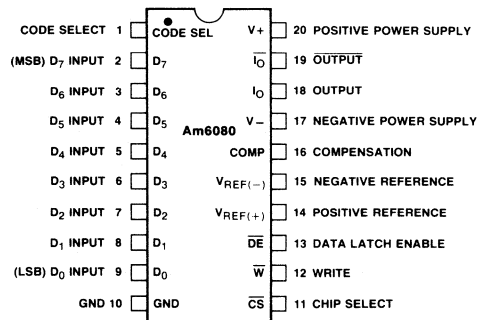 CODE SELECT 1 CODE SEL V+ 20 POSITIVE POWER SUPPLY
(MSB) D7 INPUT 2 D7 I̅O̅ 19 O̅U̅T̅P̅U̅T̅
D6 INPUT 3 D6 IO 18 OUTPUT
D5 INPUT 4 D5 V− 17 NEGATIVE POWER SUPPLY
Am6080
D4 INPUT 5 D4 COMP 16 COMPENSATION
D3 INPUT 6 D3 VREF(−) 15 NEGATIVE REFERENCE
D2 INPUT 7 D2 VREF(+) 14 POSITIVE REFERENCE
D1 INPUT 8 D1 D̅E̅ 13 DATA LATCH ENABLE
(LSB) D0 INPUT 9 D0 W̅ 12 WRITE
GND 10 GND C̅S̅ 11 CHIP SELECT